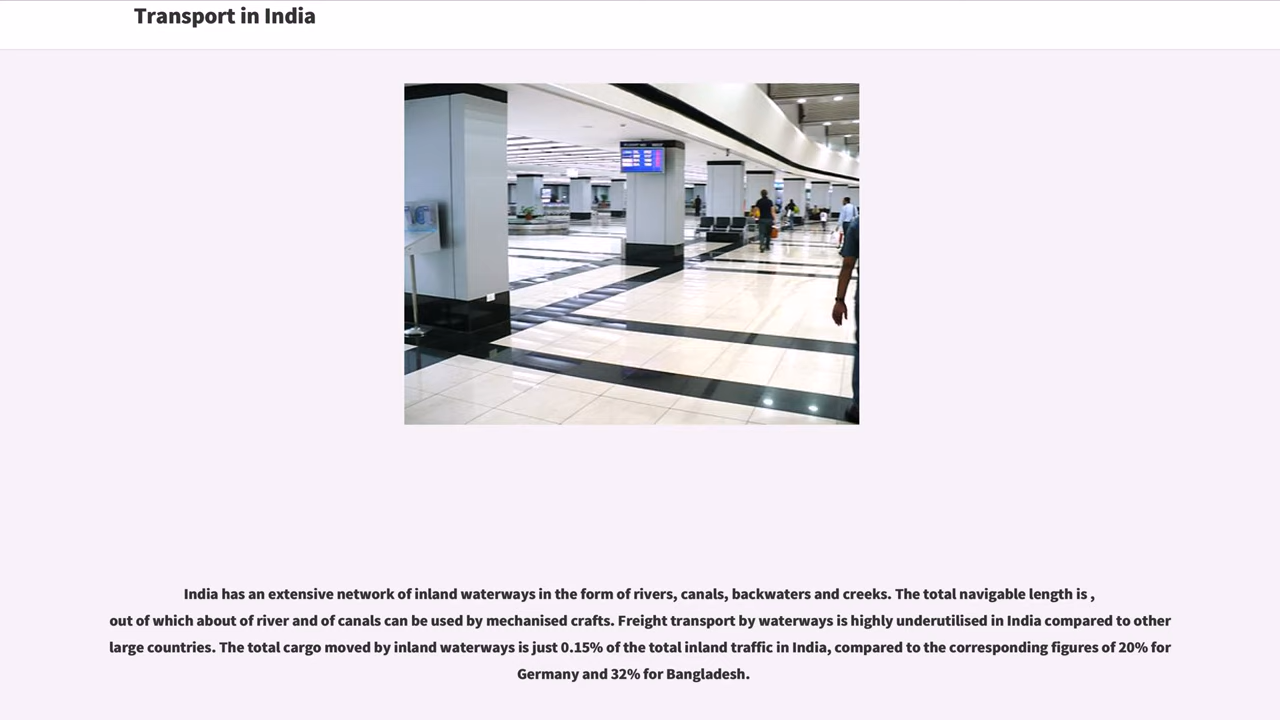 Transport in India
India has an extensive network of inland waterways in the form of rivers, canals, backwaters and creeks. The total navigable length is ,
out of which about of river and of canals can be used by mechanised crafts. Freight transport by waterways is highly underutilised in India compared to other
large countries. The total cargo moved by inland waterways is just 0.15% of the total inland traffic in India, compared to the corresponding figures of 20% for
Germany and 32% for Bangladesh.